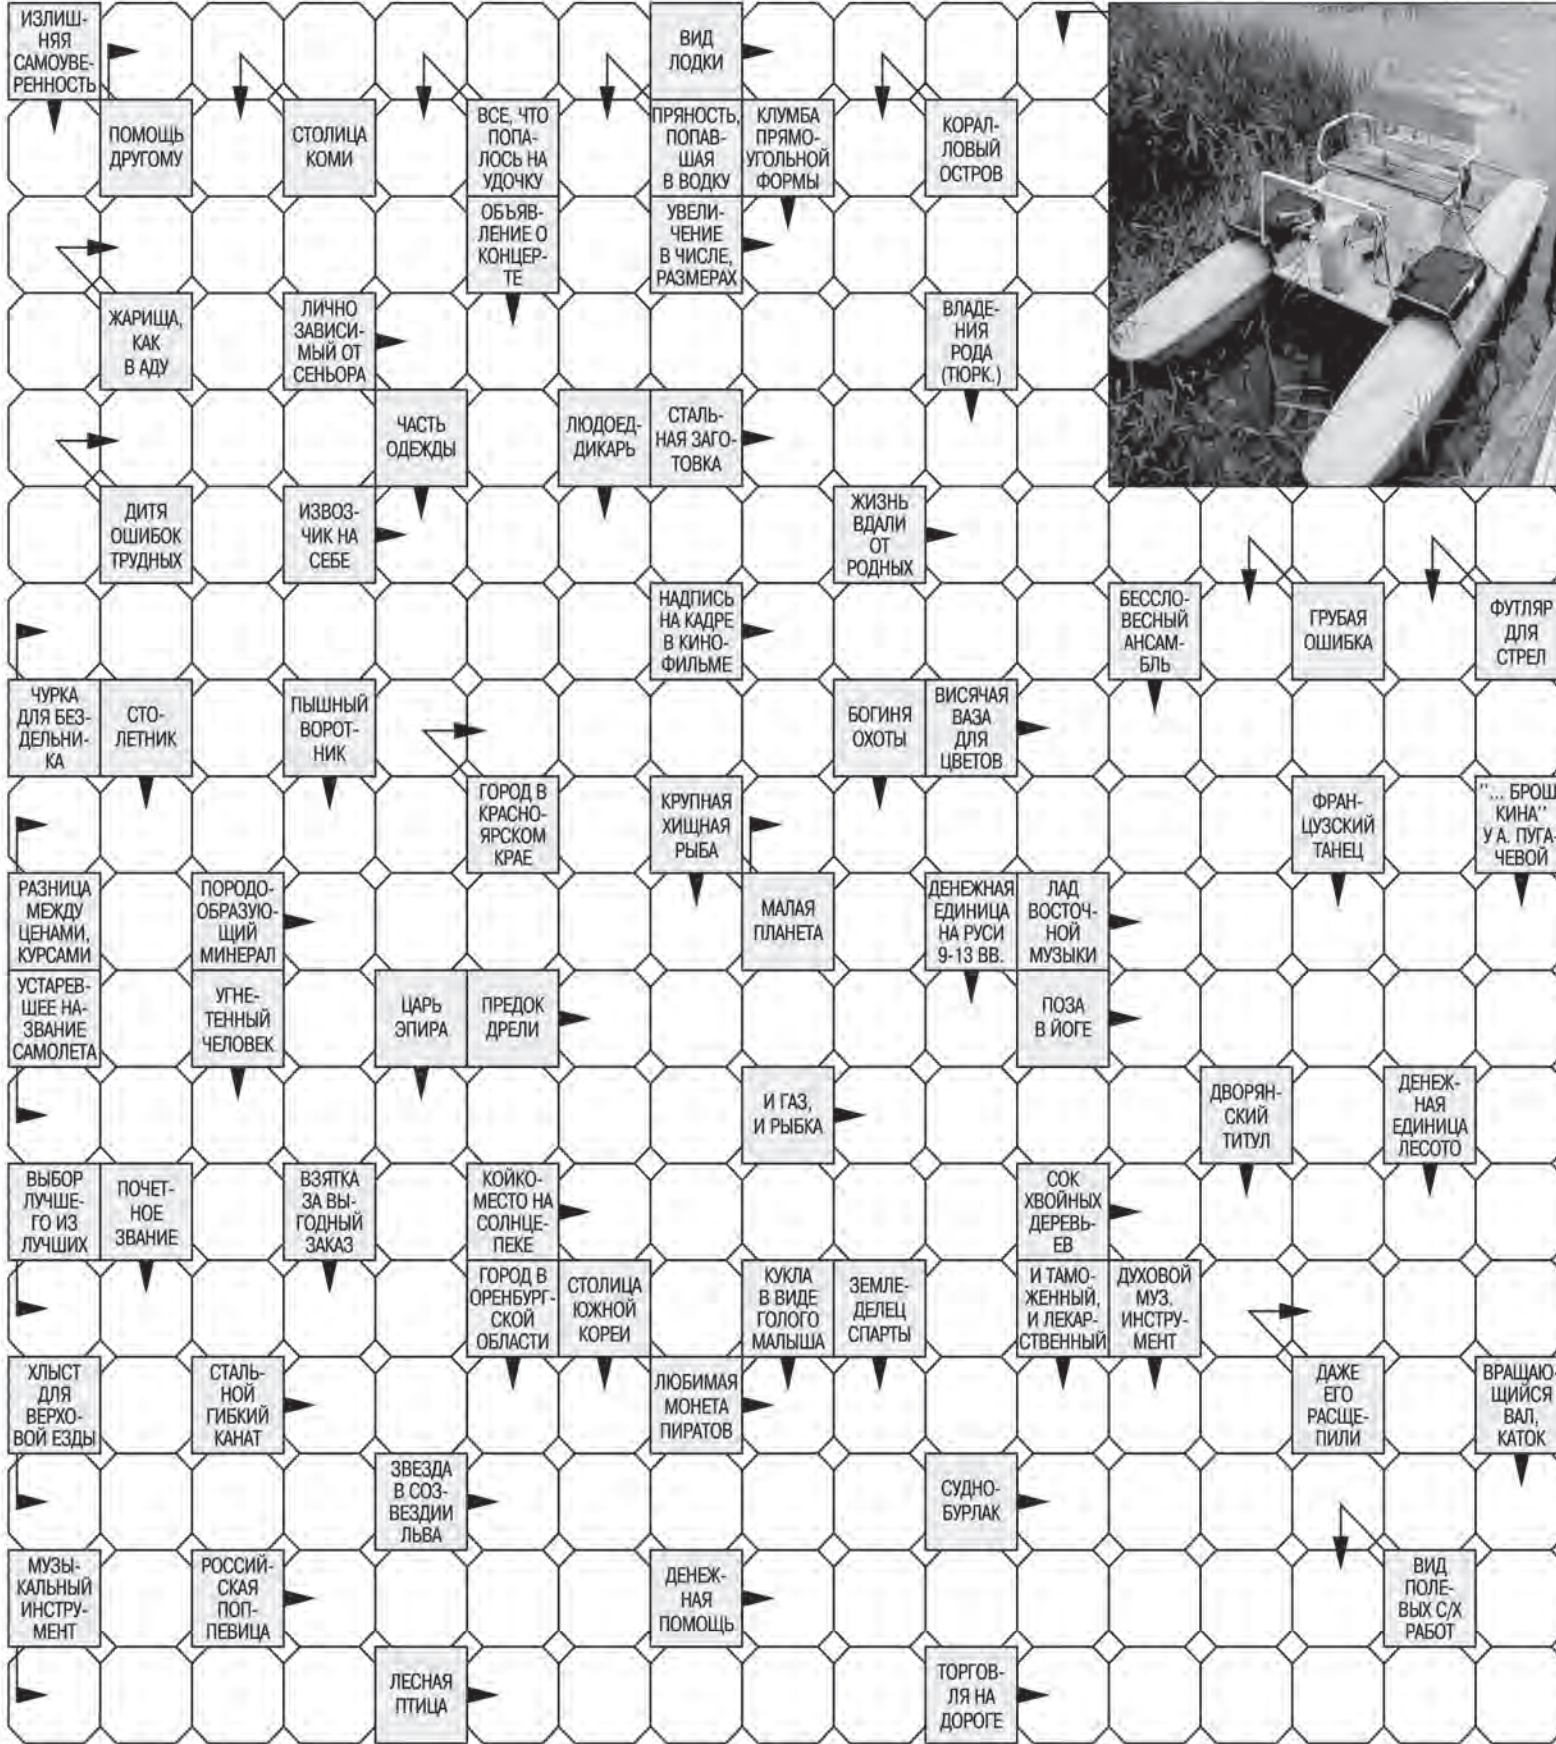 ИЗЛИШ-
НЯЯ
САМОУВЕ-
РЕННОСТЬ
ВИД
ЛОДКИ
ПОМОЩЬ
ДРУГОМУ
СТОЛИЦА
КОМИ
ВСЕ, ЧТО
ПОПА-
ЛОСЬ НА
УДОЧКУ
ПРЯНОСТЬ,
ПОПАВ-
ШАЯ
В ВОДКУ
КЛУМБА
ПРЯМО-
УГОЛЬНОЙ
ФОРМЫ
КОРАЛ-
ЛОВЫЙ
ОСТРОВ
ОБЪЯВ-
ЛЕНИЕ О
КОНЦЕР-
ТЕ
УВЕЛИ-
ЧЕНИЕ
В ЧИСЛЕ,
РАЗМЕРАХ
ЖАРИЩА,
КАК
В АДУ
ЛИЧНО
ЗАВИСИ-
МЫЙ ОТ
СЕНЬОРА
ВЛАДЕ-
НИЯ
РОДА
(ТЮРК.)
ЧАСТЬ
ОДЕЖДЫ
ЛЮДОЕД-
ДИКАРЬ
СТАЛЬ-
НАЯ ЗАГО-
ТОВКА
ДИТЯ
ОШИБОК
ТРУДНЫХ
ИЗВОЗ-
ЧИК НА
СЕБЕ
ЖИЗНЬ
ВДАЛИ
ОТ
РОДНЫХ
НАДПИСЬ
НА КАДРЕ
В КИНО-
ФИЛЬМЕ
БЕССЛО-
ВЕСНЫЙ
АНСАМ-
БЛЬ
ГРУБАЯ
ОШИБКА
ФУТЛЯР
ДЛЯ
СТРЕЛ
ЧУРКА
ДЛЯ БЕЗ-
ДЕЛЬНИ-
КА
СТО-
ЛЕТНИК
ПЫШНЫЙ
ВОРОТ-
НИК
БОГИНЯ
ОХОТЫ
ВИСЯЧАЯ
ВАЗА
ДЛЯ
ЦВЕТОВ
ГОРОД В
КРАСНО-
ЯРСКОМ
КРАЕ
КРУПНАЯ
ХИЩНАЯ
РЫБА
ФРАН-
ЦУЗСКИЙ
ТАНЕЦ
"... БРОШ
КИНА"
У А. ПУГА-
ЧЕВОЙ
РАЗНИЦА
МЕЖДУ
ЦЕНАМИ,
КУРСАМИ
ПОРОДО-
ОБРАЗУЮ-
ЩИЙ
МИНЕРАЛ
МАЛАЯ
ПЛАНЕТА
ДЕНЕЖНАЯ
ЕДИНИЦА
НА РУСИ
9-13 ВВ.
ЛАД
ВОСТОЧ-
НОЙ
МУЗЫКИ
УСТАРЕВ-
ШЕЕ НА-
ЗВАНИЕ
САМОЛЕТА
УГНЕ-
ТЕННЫЙ
ЧЕЛОВЕК
ЦАРЬ
ЭПИРА
ПРЕДОК
ДРЕЛИ
ПОЗА
В ЙОГЕ
И ГАЗ,
И РЫБКА
ДВОРЯН-
СКИЙ
ТИТУЛ
ДЕНЕЖ-
НАЯ
ЕДИНИЦА
ЛЕСОТО
ВЫБОР
ЛУЧШЕ-
ГО ИЗ
ЛУЧШИХ
ПОЧЕТ-
НОЕ
ЗВАНИЕ
ВЗЯТКА
ЗА ВЫ-
ГОДНЫЙ
ЗАКАЗ
КОЙКО-
МЕСТО НА
СОЛНЦЕ-
ПЕКЕ
СОК
ХВОЙНЫХ
ДЕРЕВЬ-
ЕВ
ГОРОД В
ОРЕНБУРГ-
СКОЙ
ОБЛАСТИ
СТОЛИЦА
ЮЖНОЙ
КОРЕИ
КУКЛА
В ВИДЕ
ГОЛОГО
МАЛЫША
ЗЕМЛЕ-
ДЕЛЕЦ
СПАРТЫ
И ТАМО-
ЖЕННЫЙ,
И ЛЕКАР-
СТВЕННЫЙ
ДУХОВОЙ
МУЗ.
ИНСТРУ-
МЕНТ
ХЛЫСТ
ДЛЯ
ВЕРХО-
ВОЙ ЕЗДЫ
СТАЛЬ-
НОЙ
ГИБКИЙ
КАНАТ
ЛЮБИМАЯ
МОНЕТА
ПИРАТОВ
ДАЖЕ
ЕГО
РАСЩЕ-
ПИЛИ
ВРАЩАЮ-
ЩИЙСЯ
ВАЛ,
КАТОК
ЗВЕЗДА
В СОЗ-
ВЕЗДИИ
ЛЬВА
СУДНО-
БУРЛАК
МУЗЫ-
КАЛЬНЫЙ
ИНСТРУ-
МЕНТ
РОССИЙ-
СКАЯ
ПОП-
ПЕВИЦА
ДЕНЕЖ-
НАЯ
ПОМОЩЬ
ВИД
ПОЛЕ-
ВЫХ С/Х
РАБОТ
ЛЕСНАЯ
ПТИЦА
ТОРГОВ-
ЛЯ НА
ДОРОГЕ